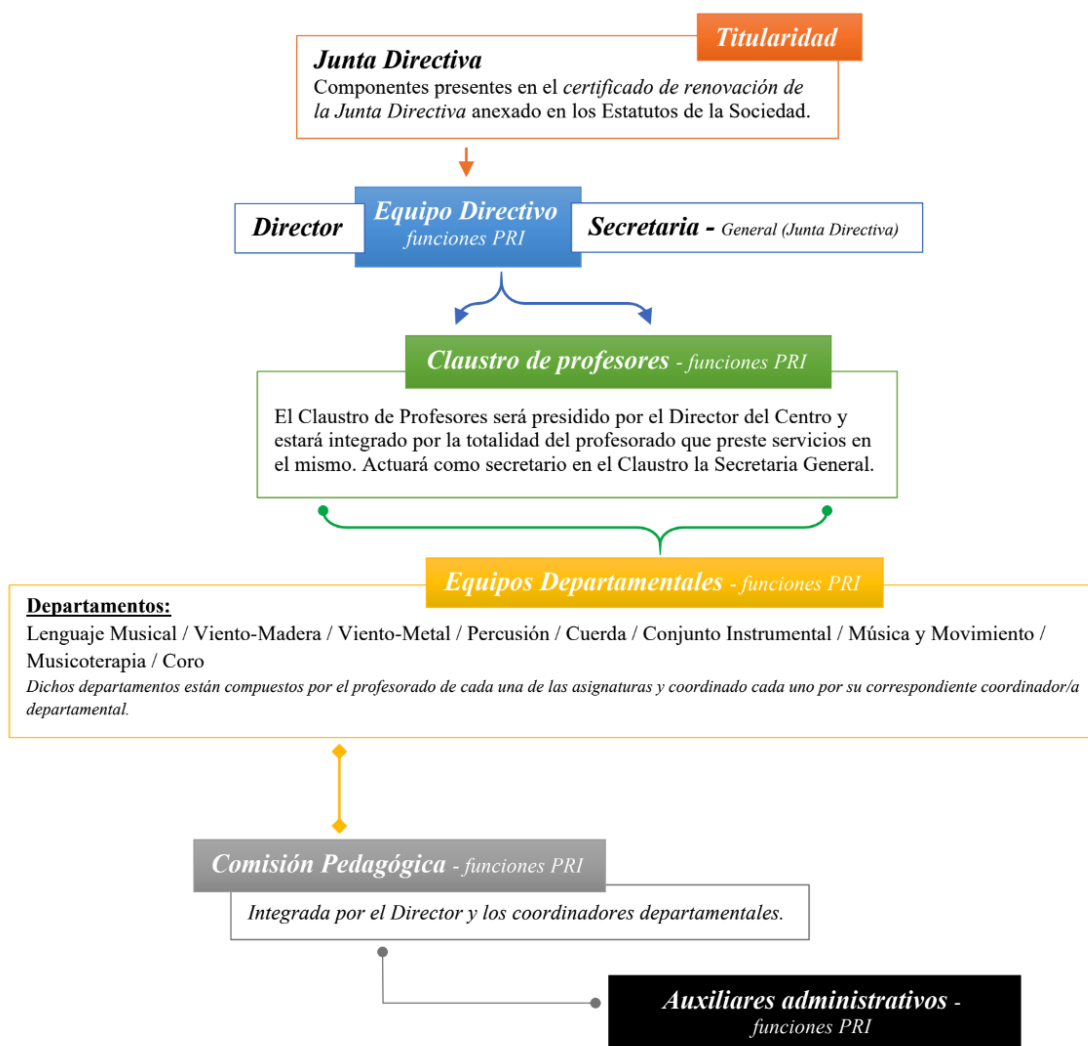 Titularidad
Junta Directiva
Componentes presentes en el certificado de renovación de
la Junta Directiva anexado en los Estatutos de la Sociedad.
Director
Equipo Directivo
funciones PRI
Secretaria - General (Junta Directiva)
Claustro de profesores - funciones PRI
El Claustro de Profesores será presidido por el Director del Centro y
estará integrado por la totalidad del profesorado que preste servicios en
el mismo. Actuará como secretario en el Claustro la Secretaria General.
Equipos Departamentales - funciones PRI
Departamentos:
Lenguaje Musical / Viento-Madera / Viento-Metal / Percusión / Cuerda / Conjunto Instrumental / Música y Movimiento /
Musicoterapia / Coro
Dichos departamentos están compuestos por el profesorado de cada una de las asignaturas y coordinado cada uno por su correspondiente coordinador/a
departamental.
Comisión Pedagógica - funciones PRI
Integrada por el Director y los coordinadores departamentales.
Auxiliares administrativos -
funciones PRI